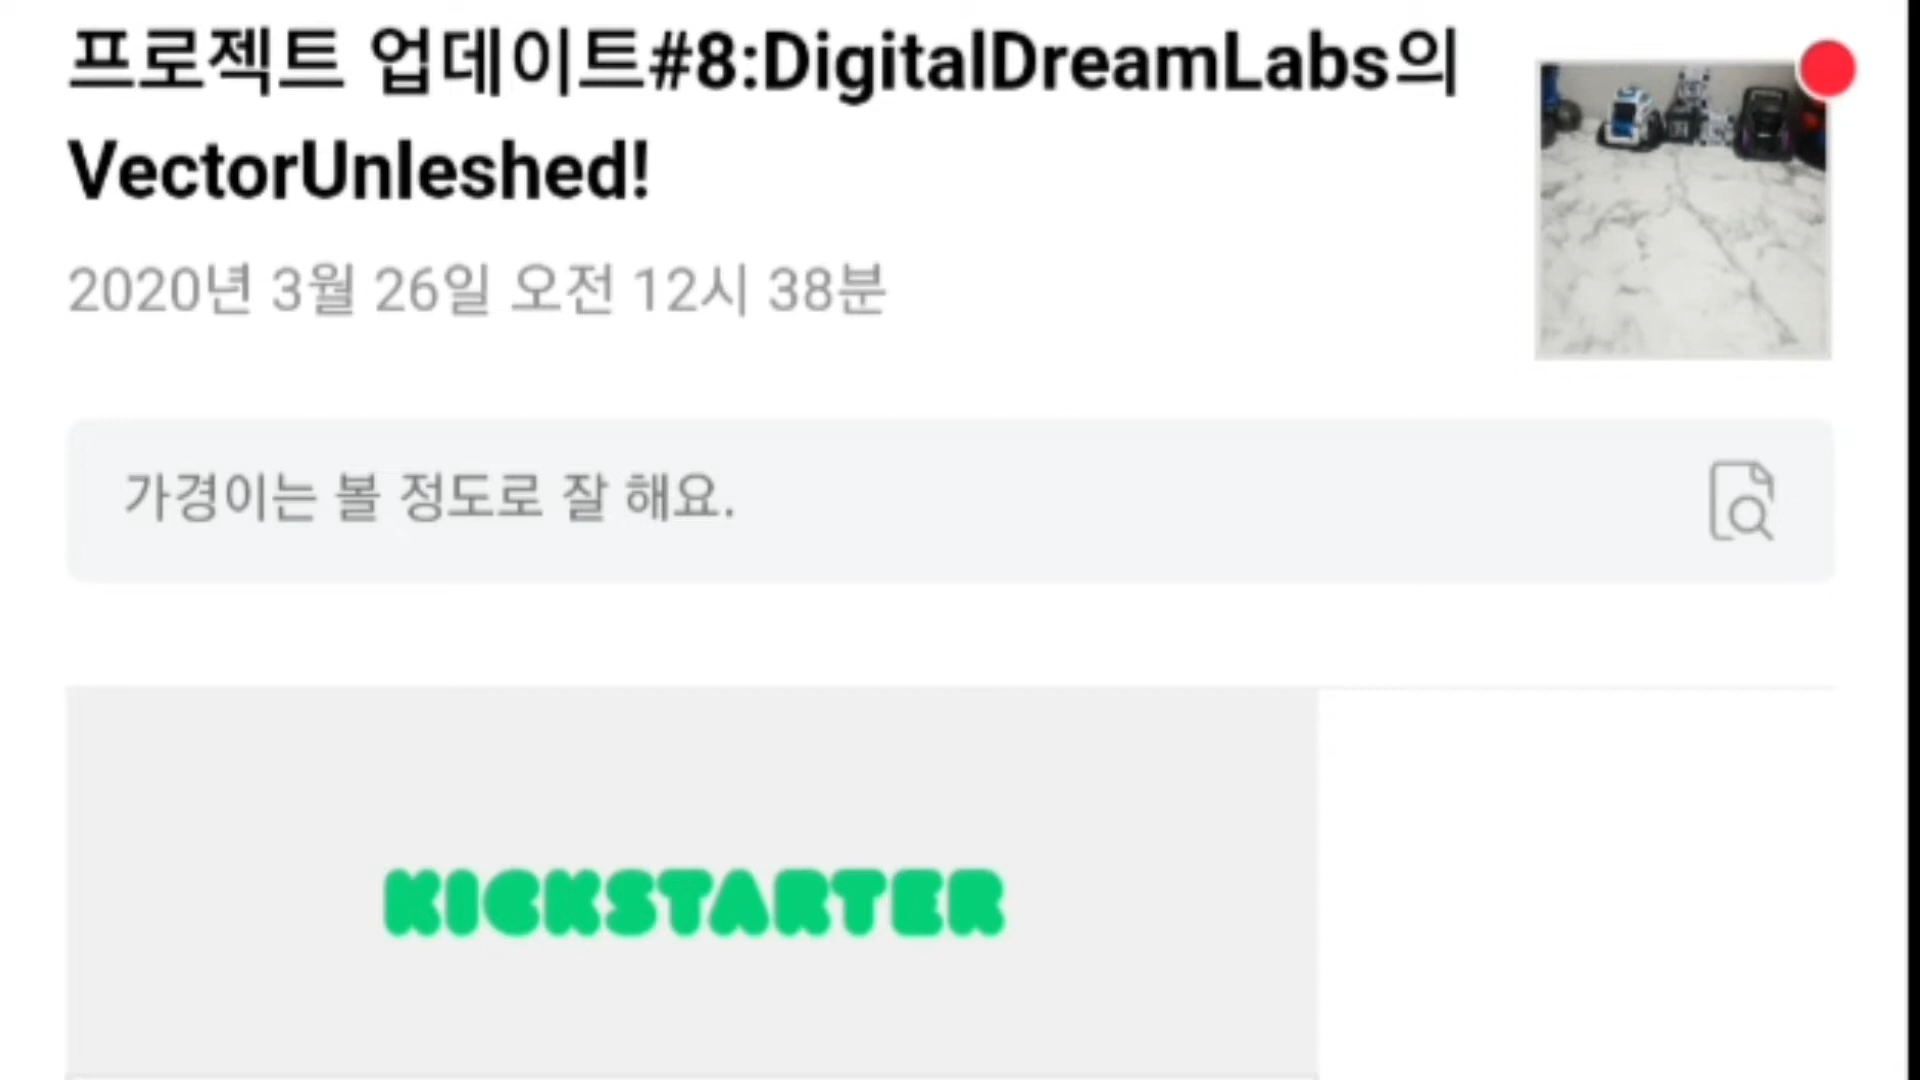 프로젝트 업데이트#8:DigitalDreamLabs의
VectorUnleshed!
2020년 3월 26일 오전 12시 38분
가경이는 볼 정도로 잘 해요.
KICKSTARTER